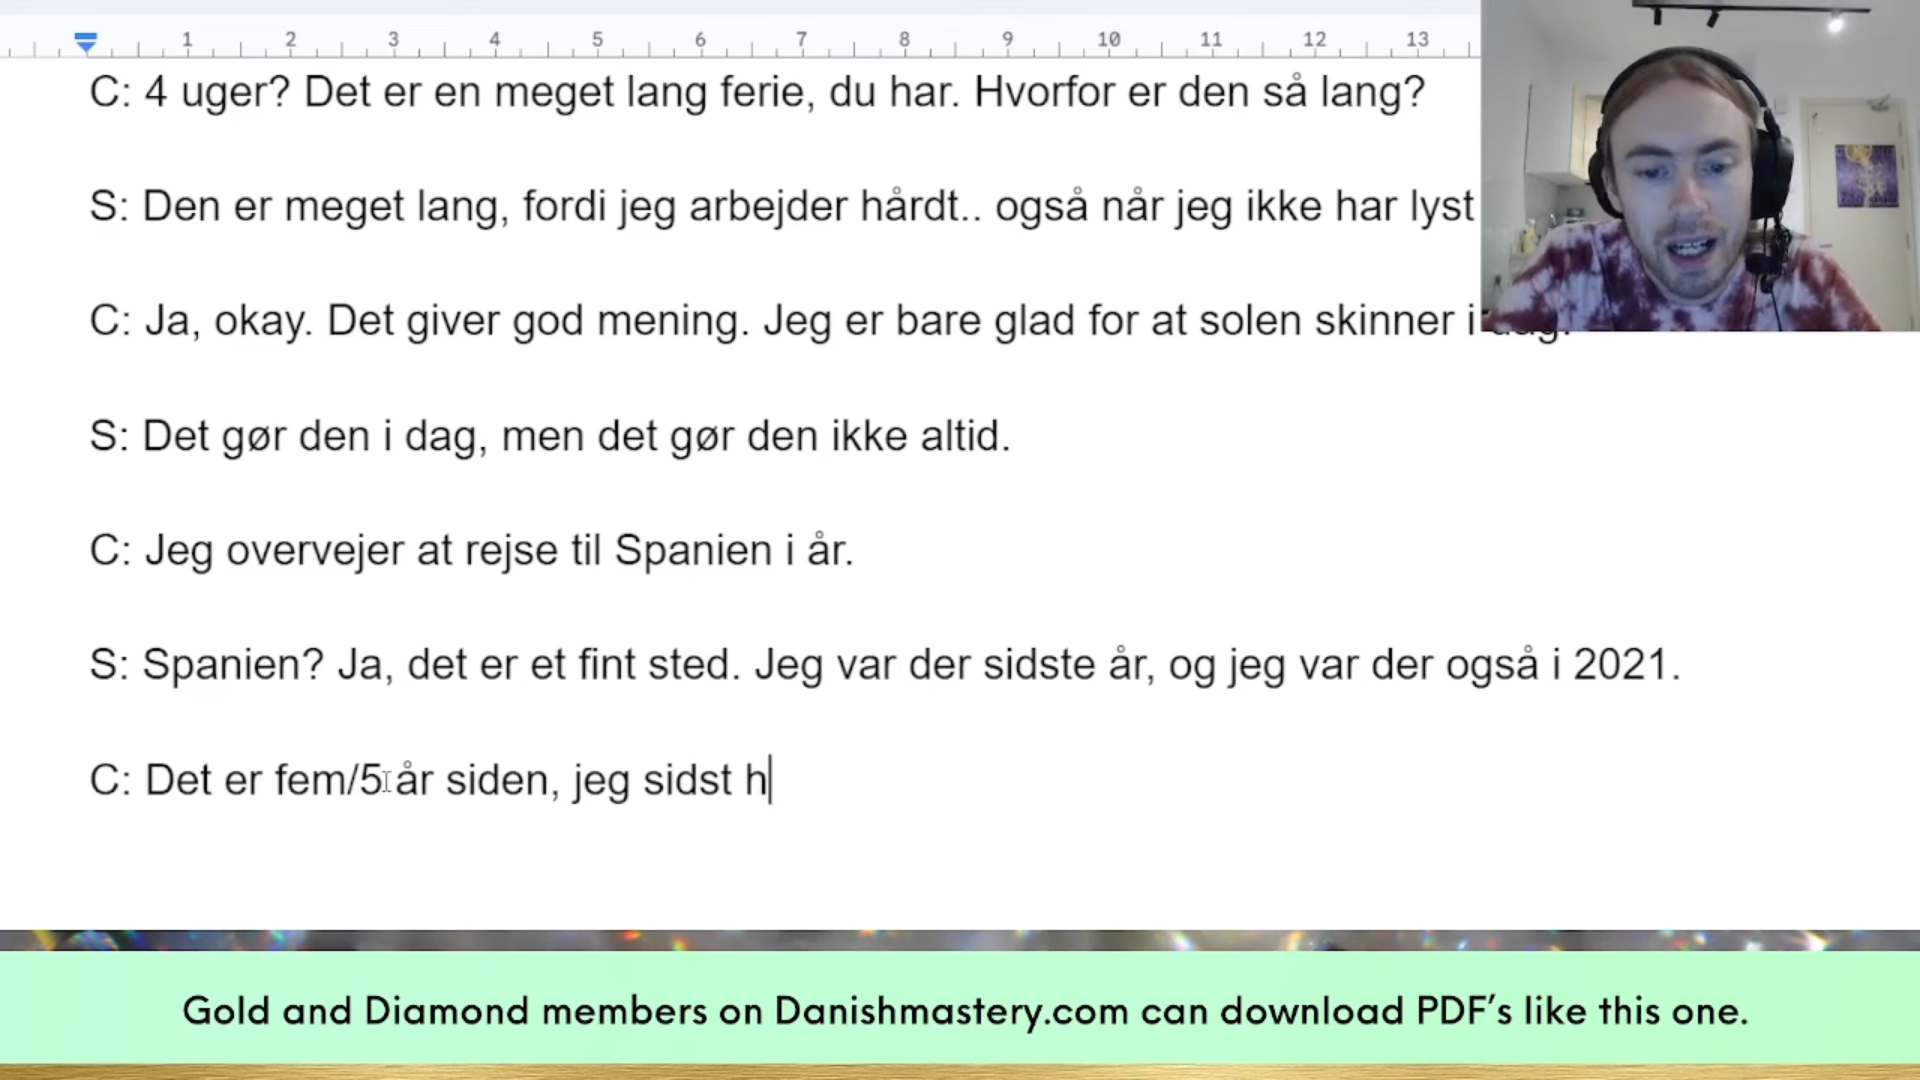 1 2 3 4 5 6 7 8 9 10 11 12 13
C: 4 uger? Det er en meget lang ferie, du har. Hvorfor er den så lang?
S: Den er meget lang, fordi jeg arbejder hårdt.. også når jeg ikke har lyst
C: Ja, okay. Det giver god mening. Jeg er bare glad for at solen skinner i
S: Det gør den i dag, men det gør den ikke altid.
C: Jeg overvejer at rejse til Spanien i år.
S: Spanien? Ja, det er et fint sted. Jeg var der sidste år, og jeg var der også i 2021.
C: Det er fem/5 år siden, jeg sidst h
Gold and Diamond members on Danishmastery.com can download PDF’s like this one.